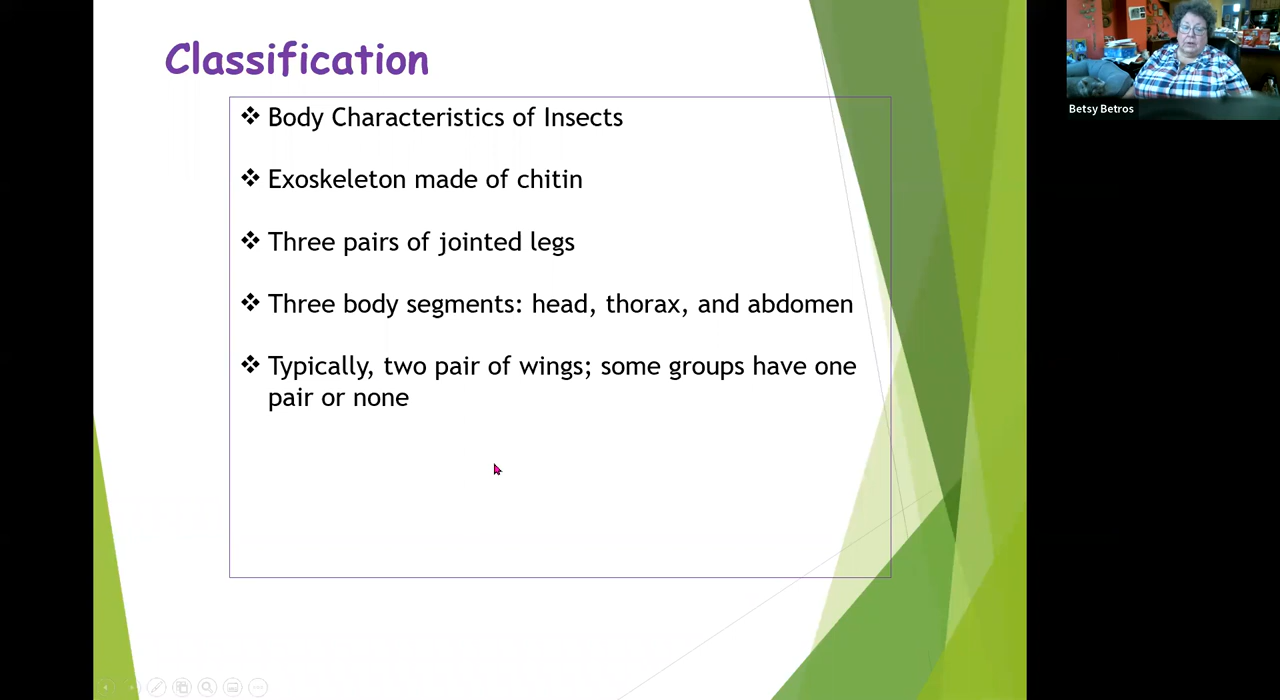 Classification
❖ Body Characteristics of Insects
❖ Exoskeleton made of chitin
❖ Three pairs of jointed legs
❖ Three body segments: head, thorax, and abdomen
❖ Typically, two pair of wings; some groups have one
pair or none
Betsy Betros